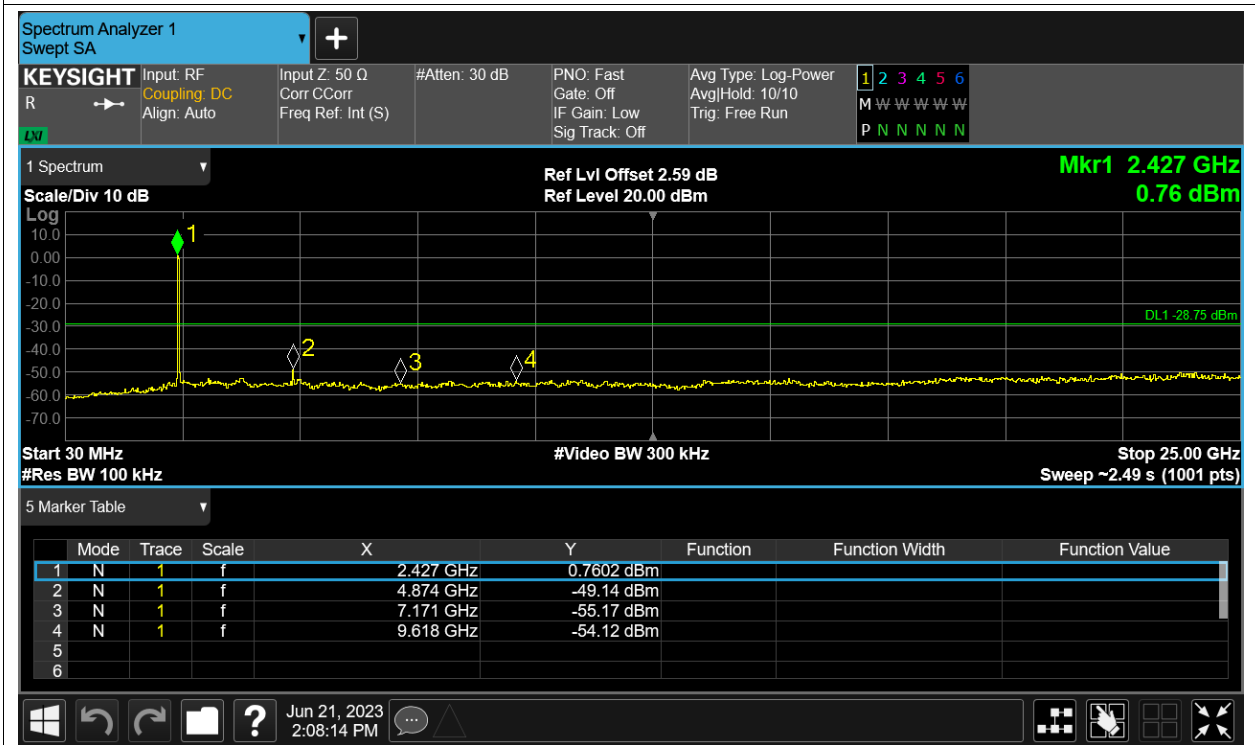 Spectrum Analyzer 1
Swept SA
KEYSIGHT Input: RF Input Z: 50 Ω #Atten: 30 dB PNO: Fast Avg Type: Log-Power 1 2 3 4 5 6
R Coupling: DC Corr CCorr Gate: Off Avg|Hold: 10/10 M W W W W W
Align: Auto Freq Ref: Int (S) IF Gain: Low Trig: Free Run
LXI Sig Track: Off P N N N N N
1 Spectrum Ref Lvl Offset 2.59 dB Mkr1 2.427 GHz
Scale/Div 10 dB Ref Level 20.00 dBm 0.76 dBm
Log
10.0 1
0.00
-10.0
-20.0
DL1 -28.75 dBm
-30.0
-40.0 2
3 4
-50.0
-60.0
-70.0
Start 30 MHz #Video BW 300 kHz Stop 25.00 GHz
#Res BW 100 kHz Sweep ~2.49 s (1001 pts)
5 Marker Table
Mode Trace Scale X Y Function Function Width Function Value
1 N 1 f 2.427 GHz 0.7602 dBm
2 N 1 f 4.874 GHz -49.14 dBm
3 N 1 f 7.171 GHz -55.17 dBm
4 N 1 f 9.618 GHz -54.12 dBm
5
6
? Jun 21, 2023
2:08:14 PM